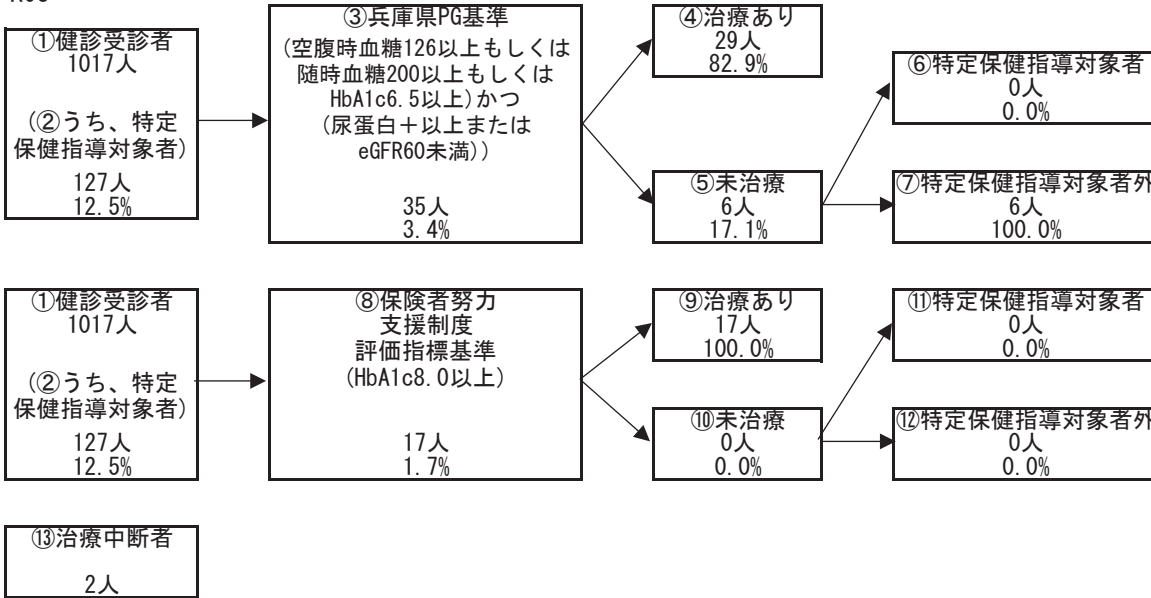 ①健診受診者
1017人
(②うち、特定
保健指導対象者)
127人
12.5%
③兵庫県PG基準
(空腹時血糖126以上もしくは
随時血糖200以上もしくは
HbA1c6.5以上)かつ
(尿蛋白＋以上または
eGFR60未満))
35人
3.4%
④治療あり
29人
82.9%
⑤未治療
6人
17.1%
⑥特定保健指導対象者
0人
0.0%
⑦特定保健指導対象者外
6人
100.0%
①健診受診者
1017人
(②うち、特定
保健指導対象者)
127人
12.5%
⑧保険者努力
支援制度
評価指標基準
(HbA1c8.0以上)
17人
1.7%
⑨治療あり
17人
100.0%
⑩未治療
0人
0.0%
⑪特定保健指導対象者
0人
0.0%
⑫特定保健指導対象者外
0人
0.0%
⑬治療中断者
2人